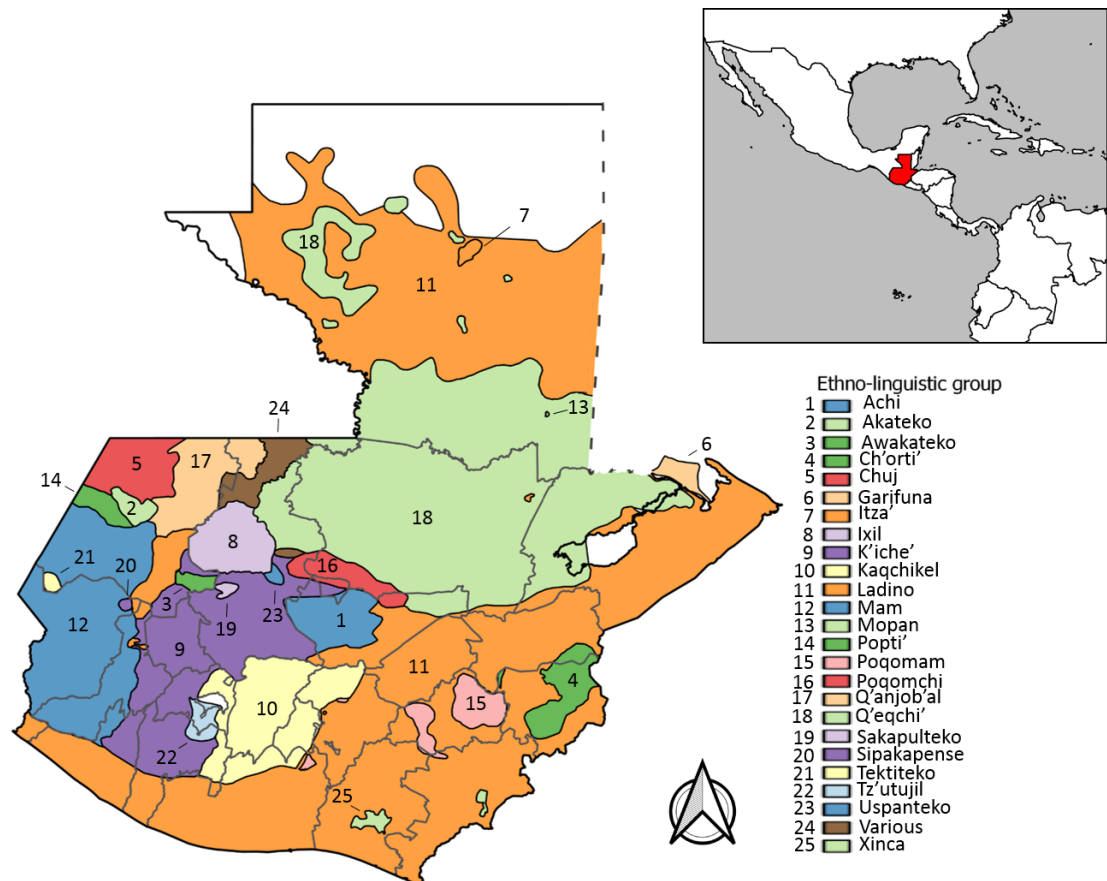 7
18
11
24
13
6
5
17
14
2
18
21
8
20
16
3
23
12
19
1
9
11
4
15
10
22
25
Ethno-linguistic group
1 Achi
2 Akateko
3 Awakateko
4 Ch'orti'
5 Chuj
6 Garifuna
7 Itza'
8 Ixil
9 K'iche'
10 Kaqchikel
11 Ladino
12 Mam
13 Mopan
14 Popti'
15 Poqomam
16 Poqomchi
17 Q'anjob'al
18 Q'eqchi'
19 Sakapulteko
20 Sipakapense
21 Tektiteko
22 Tz'utujil
23 Uspanteko
24 Various
25 Xinca